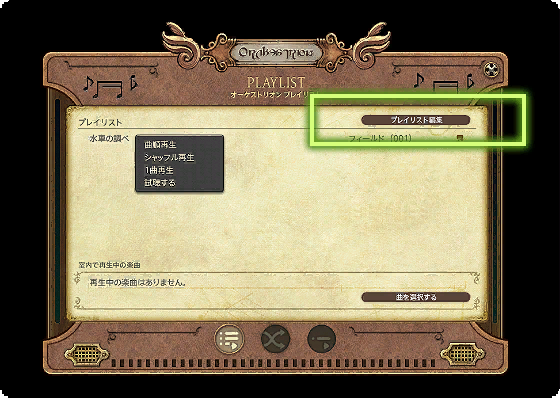 Orchestrion
PLAYLIST
オーケストリオン プレイリスト
プレイリスト
プレイリスト編集
水車の調べ
フィールド (001)
曲順再生
シャッフル再生
1曲再生
試聴する
室内で再生中の楽曲
再生中の楽曲はありません。
曲を選択する